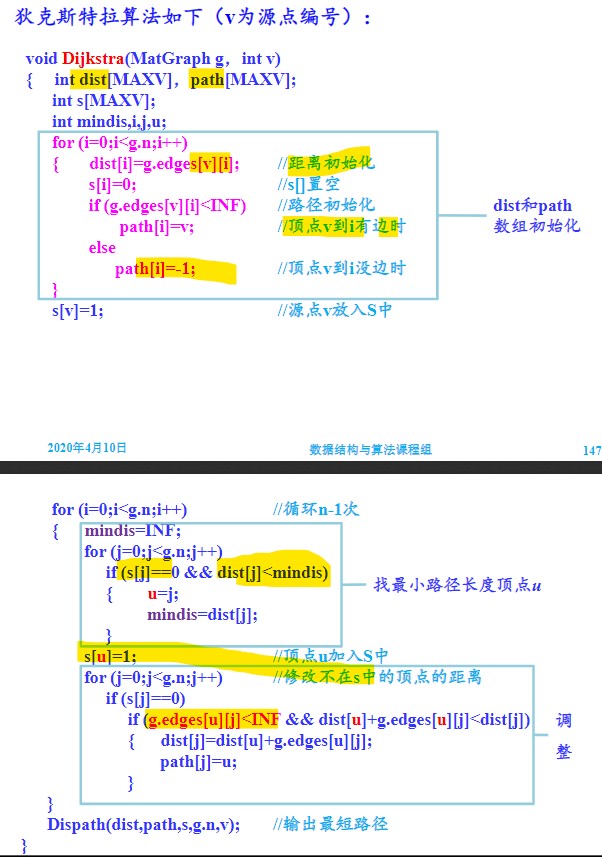 狄克斯特拉算法如下（v为源点编号）：
void Dijkstra(MatGraph g，int v)
{ int dist[MAXV]，path[MAXV];
int s[MAXV];
int mindis,i,j,u;
for (i=0;i<g.n;i++)
{ dist[i]=g.edges[v][i]; //距离初始化
s[i]=0; //s[]置空
if (g.edges[v][i]<INF) //路径初始化
path[i]=v; //顶点v到i有边时
else
path[i]=-1; //顶点v到i没边时
}
s[v]=1; //源点v放入S中
dist和path
数组初始化
2020年4月10日 数据结构与算法课程组 147
for (i=0;i<g.n;i++) //循环n-1次
{ mindis=INF;
for (j=0;j<g.n;j++)
if (s[j]==0 && dist[j]<mindis)
{ u=j;
mindis=dist[j];
}
找最小路径长度顶点u
s[u]=1; //顶点u加入S中
for (j=0;j<g.n;j++) //修改不在s中的顶点的距离
if (s[j]==0)
if (g.edges[u][j]<INF && dist[u]+g.edges[u][j]<dist[j])
{ dist[j]=dist[u]+g.edges[u][j];
path[j]=u;
}
调
整
}
Dispath(dist,path,s,g.n,v); //输出最短路径
}